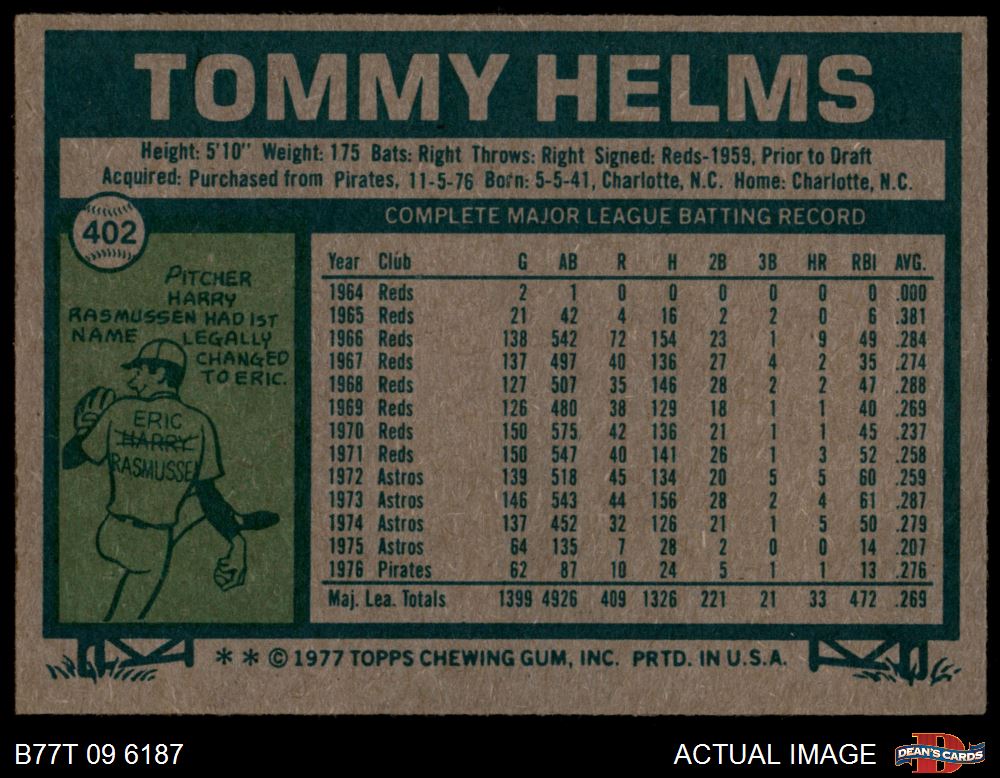 TOMMY HELMS
Height: 5'10" Weight: 175 Bats: Right Throws: Right Signed: Reds-1959, Prior to Draft
Acquired: Purchased from Pirates, 11-5-76 Born: 5-5-41, Charlotte, N.C. Home: Charlotte, N.C.
402
COMPLETE MAJOR LEAGUE BATTING RECORD
PITCHER
HARRY
RASMUSSEN HAD 1ST
NAME LEGALLY
CHANGED
TO ERIC.
ERIC
HARRY
RASMUSSE
Year Club G AB R H 2B 3B HR RBI AVG.
1964 Reds 2 1 0 0 0 0 0 0 .000
1965 Reds 21 42 4 16 2 2 0 6 .381
1966 Reds 138 542 72 154 23 1 9 49 .284
1967 Reds 137 497 40 136 27 4 2 35 .274
1968 Reds 127 507 35 146 28 2 2 47 .288
1969 Reds 126 480 38 129 18 1 1 40 .269
1970 Reds 150 575 42 136 21 1 1 45 .237
1971 Reds 150 547 40 141 26 1 3 52 .258
1972 Astros 139 518 45 134 20 5 5 60 .259
1973 Astros 146 543 44 156 28 2 4 61 .287
1974 Astros 137 452 32 126 21 1 5 50 .279
1975 Astros 64 135 7 28 2 0 0 14 .207
1976 Pirates 62 87 10 24 5 1 1 13 .276
Maj. Lea. Totals 1399 4926 409 1326 221 21 33 472 .269
* * © 1977 TOPPS CHEWING GUM, INC. PRTD. IN U.S.A.
B77T 09 6187
ACTUAL IMAGE
DEAN'S CARDS